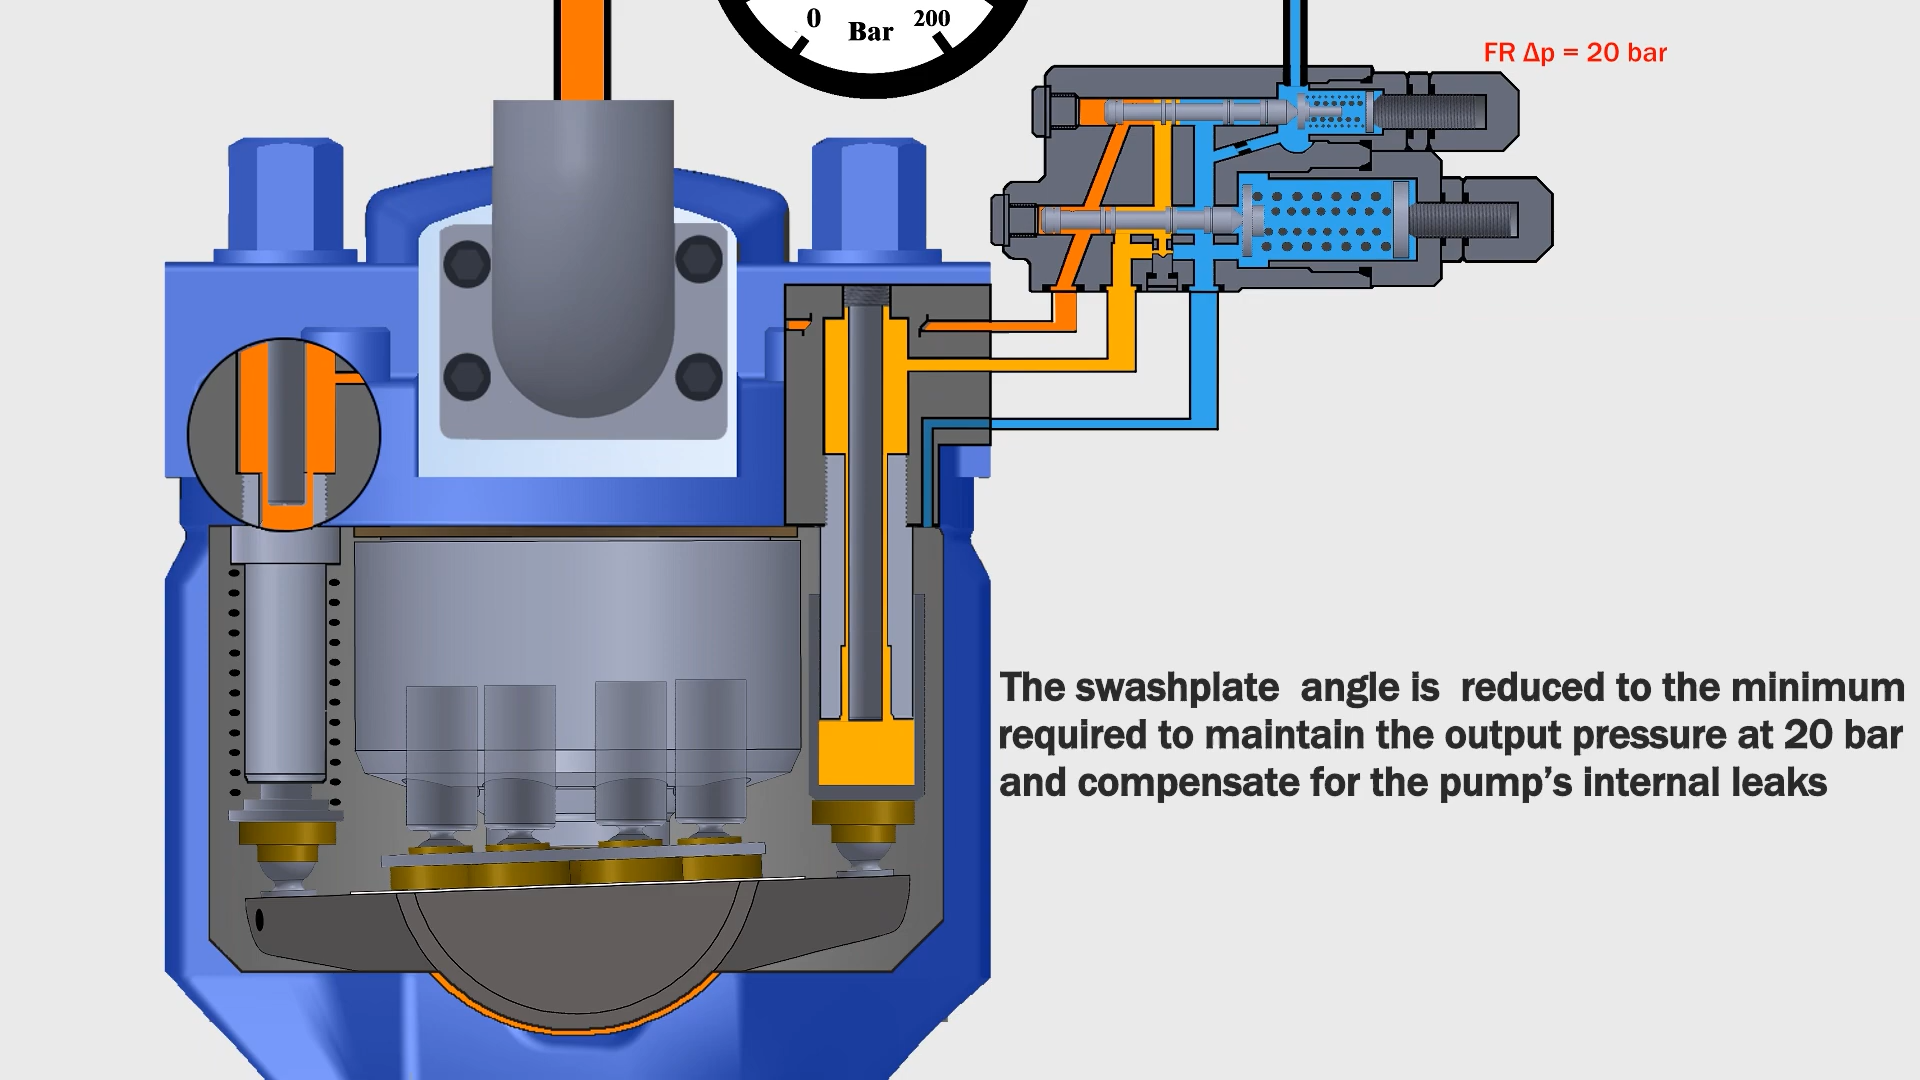 0
200
Bar
FR Δp = 20 bar
The swashplate angle is reduced to the minimum
required to maintain the output pressure at 20 bar
and compensate for the pump’s internal leaks